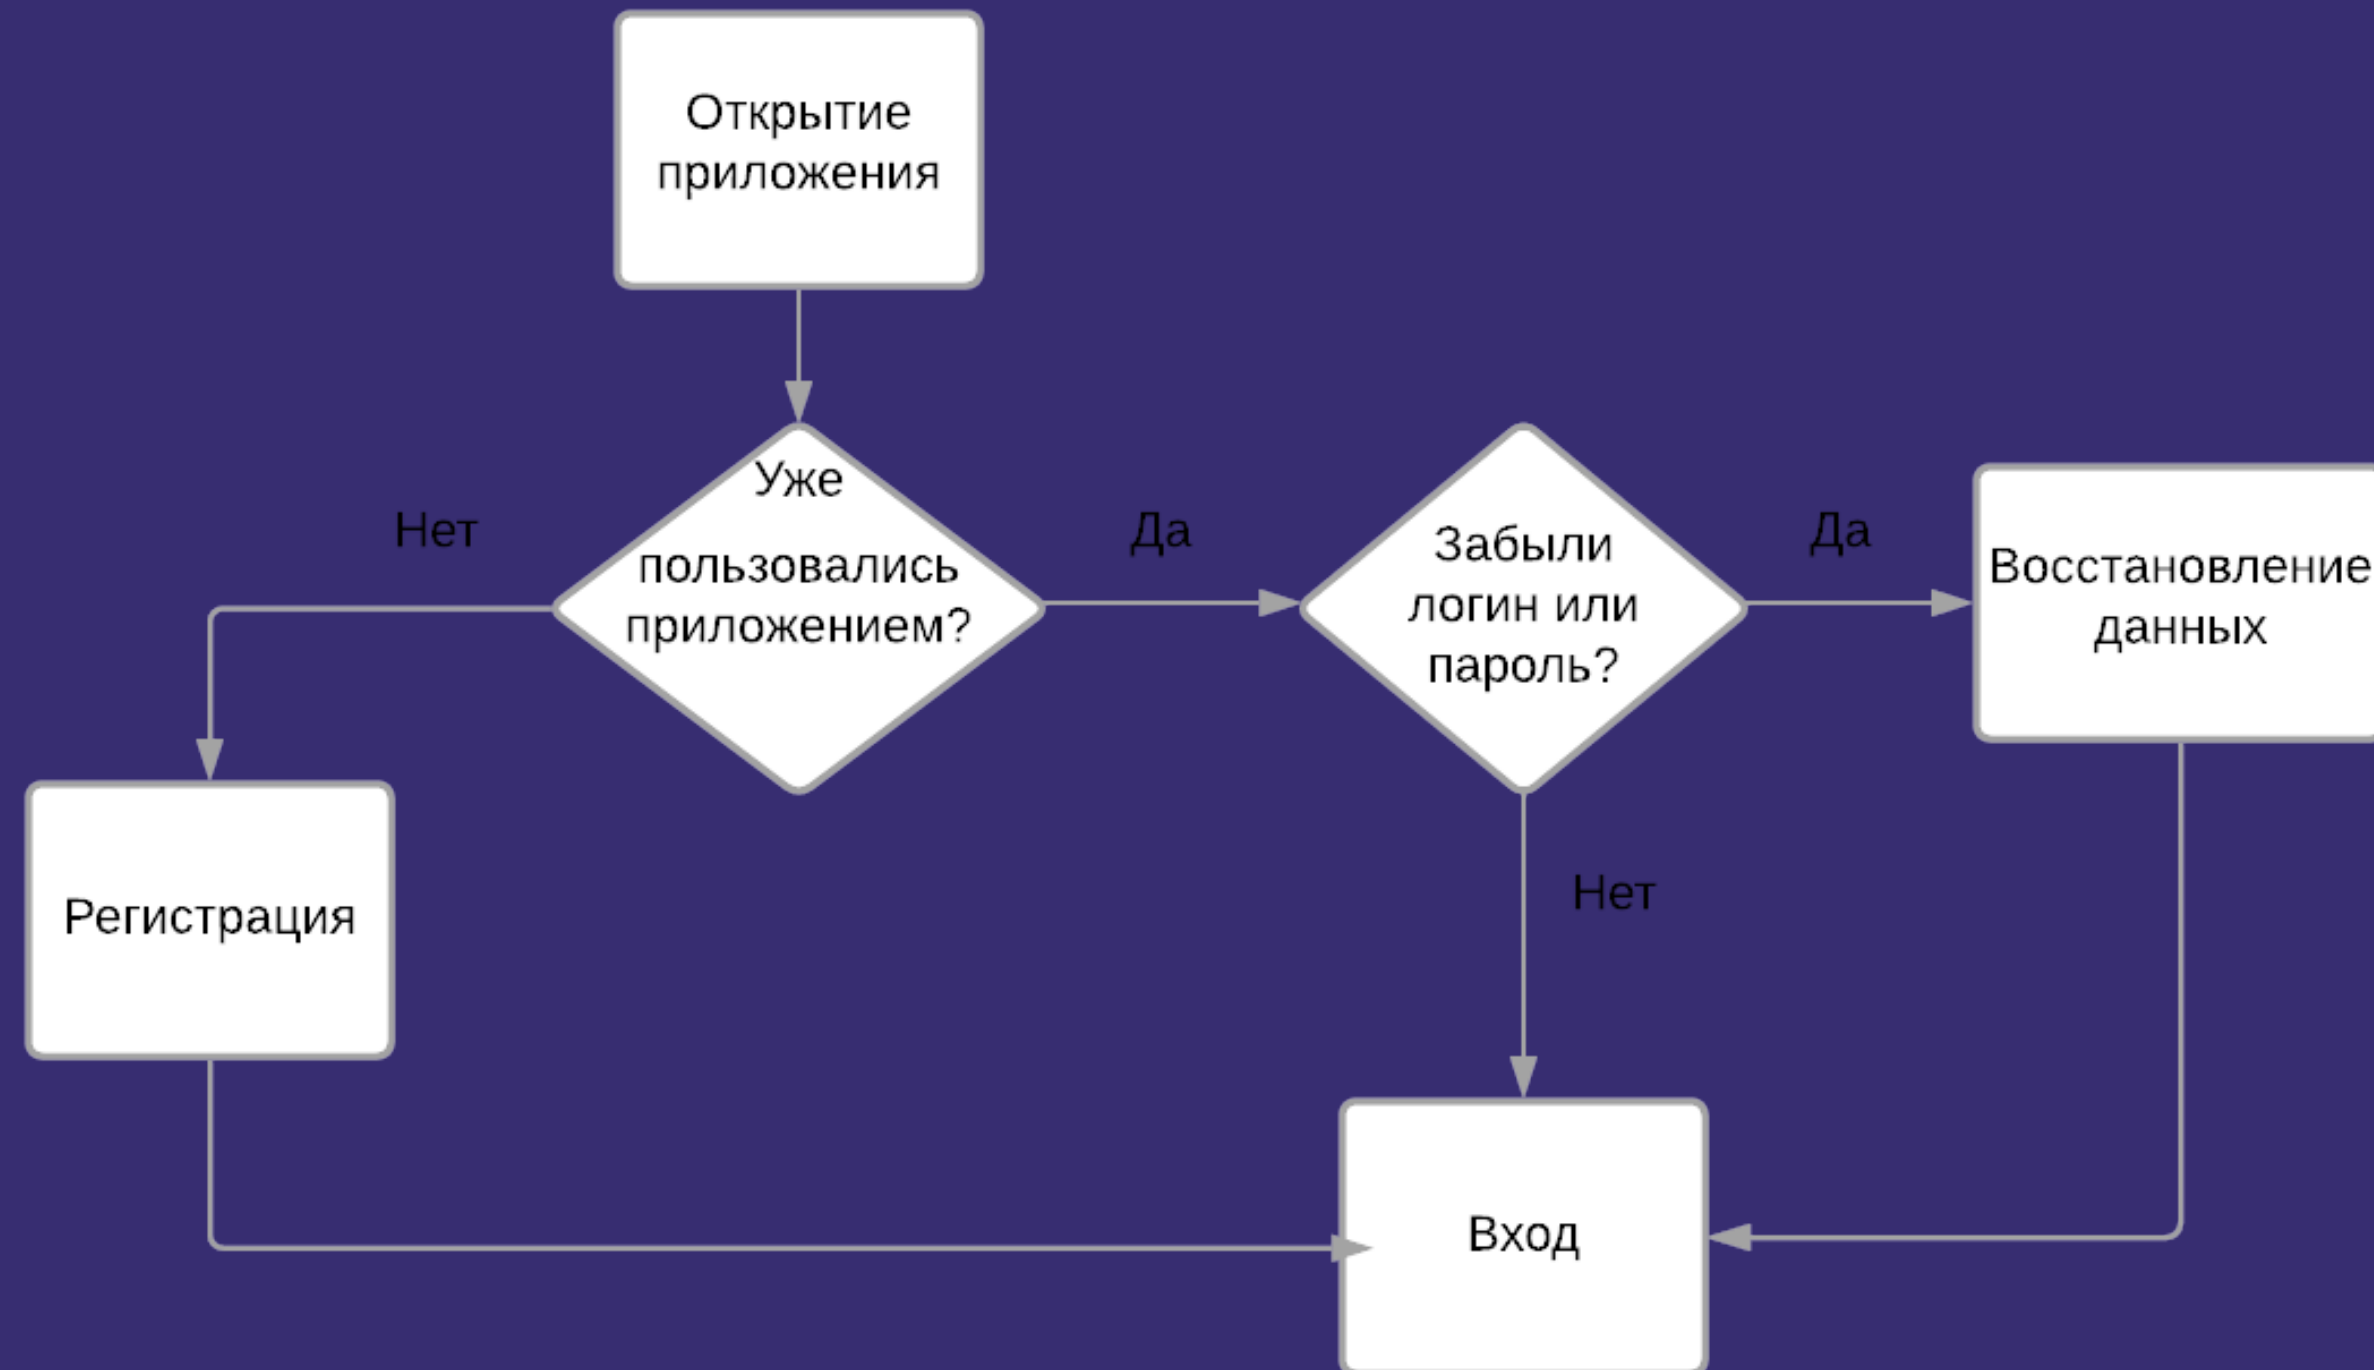 Открытие
приложения
Уже
пользовались
приложением?
Нет
Да
Забыли
логин или
пароль?
Да
Восстановление
данных
Регистрация
Нет
Вход